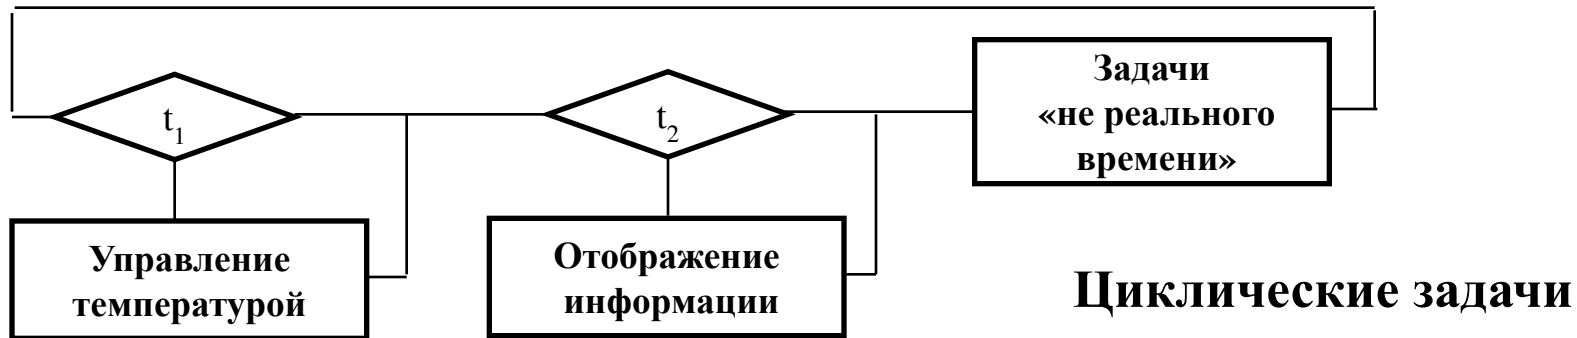 t1
t2
Задачи
«не реального
времени»
Управление
температурой
Отображение
информации
Циклические задачи